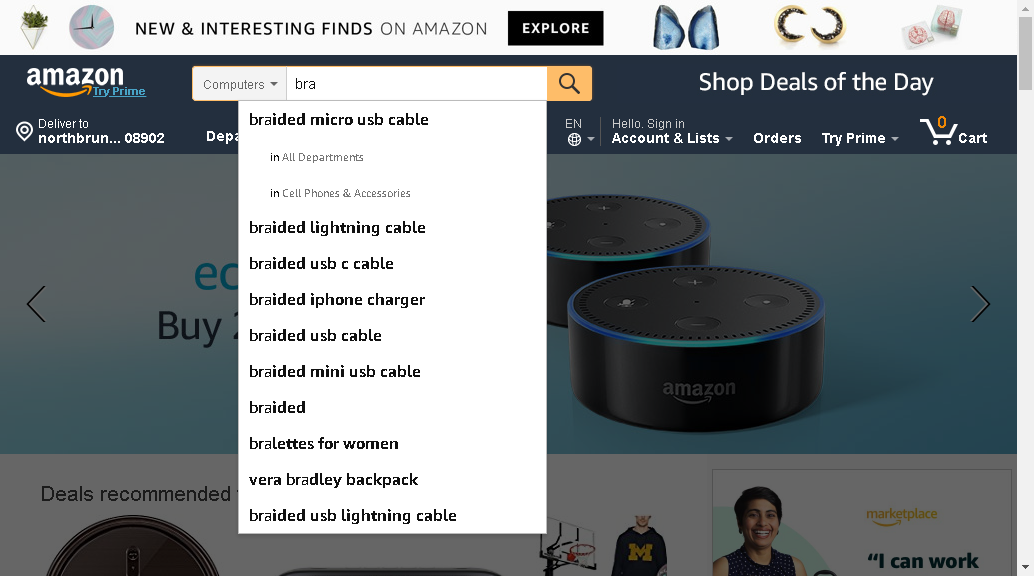 NEW & INTERESTING FINDS ON AMAZON
EXPLORE
amazon
Try Prime
Computers
bra
Shop Deals of the Day
Deliver to
northbrun... 08902
EN
Hello. Sign in
Account & Lists
Orders
Try Prime
0
Cart
braided micro usb cable
in All Departments
in Cell Phones & Accessories
braided lightning cable
braided usb c cable
braided iphone charger
braided usb cable
braided mini usb cable
braided
bralettes for women
vera bradley backpack
braided usb lightning cable
Buy
amazon
Deals recommended
marketplace
M
"I can work